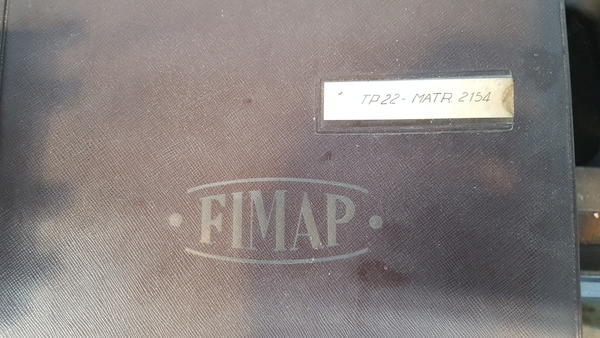 TP22 - MATR. 2154
• FIMAP •